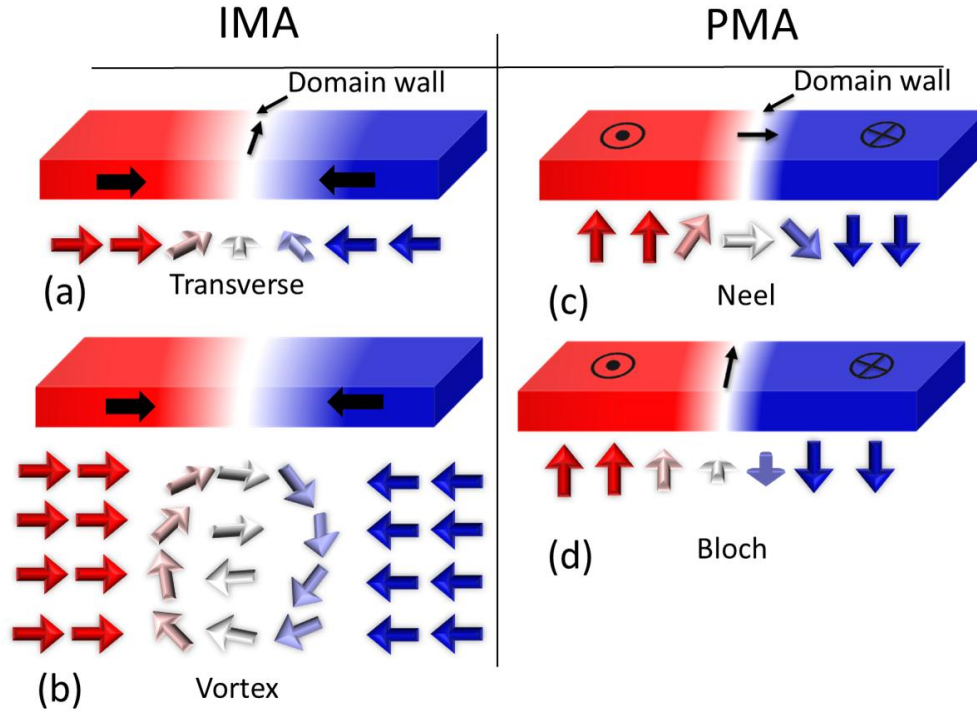 IMA
PMA
Domain wall
Domain wall
(a)
Transverse
(c)
Neel
(b)
Vortex
(d)
Bloch